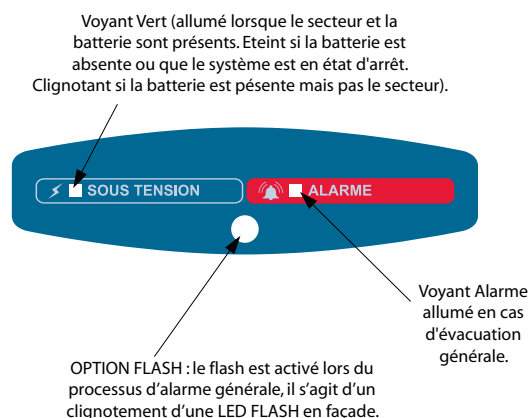 Voyant Vert (allumé lorsque le secteur et la
batterie sont présents. Eteint si la batterie est
absente ou que le système est en état d'arrêt.
Clignotant si la batterie est pésente mais pas le secteur).
SOUS TENSION
ALARME
Voyant Alarme
allumé en cas
d'évacuation
générale.
OPTION FLASH : le flash est activé lors du
processus d'alarme générale, il s'agit d'un
clignotement d'une LED FLASH en façade.